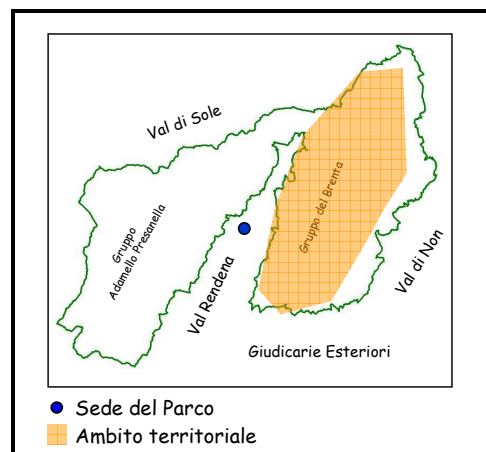 Val di Sole
Gruppo
Adamello Presanella
Gruppo del Brenta
Val Rendena
Val di Non
Giudicarie Esteriori
Sede del Parco
Ambito territoriale